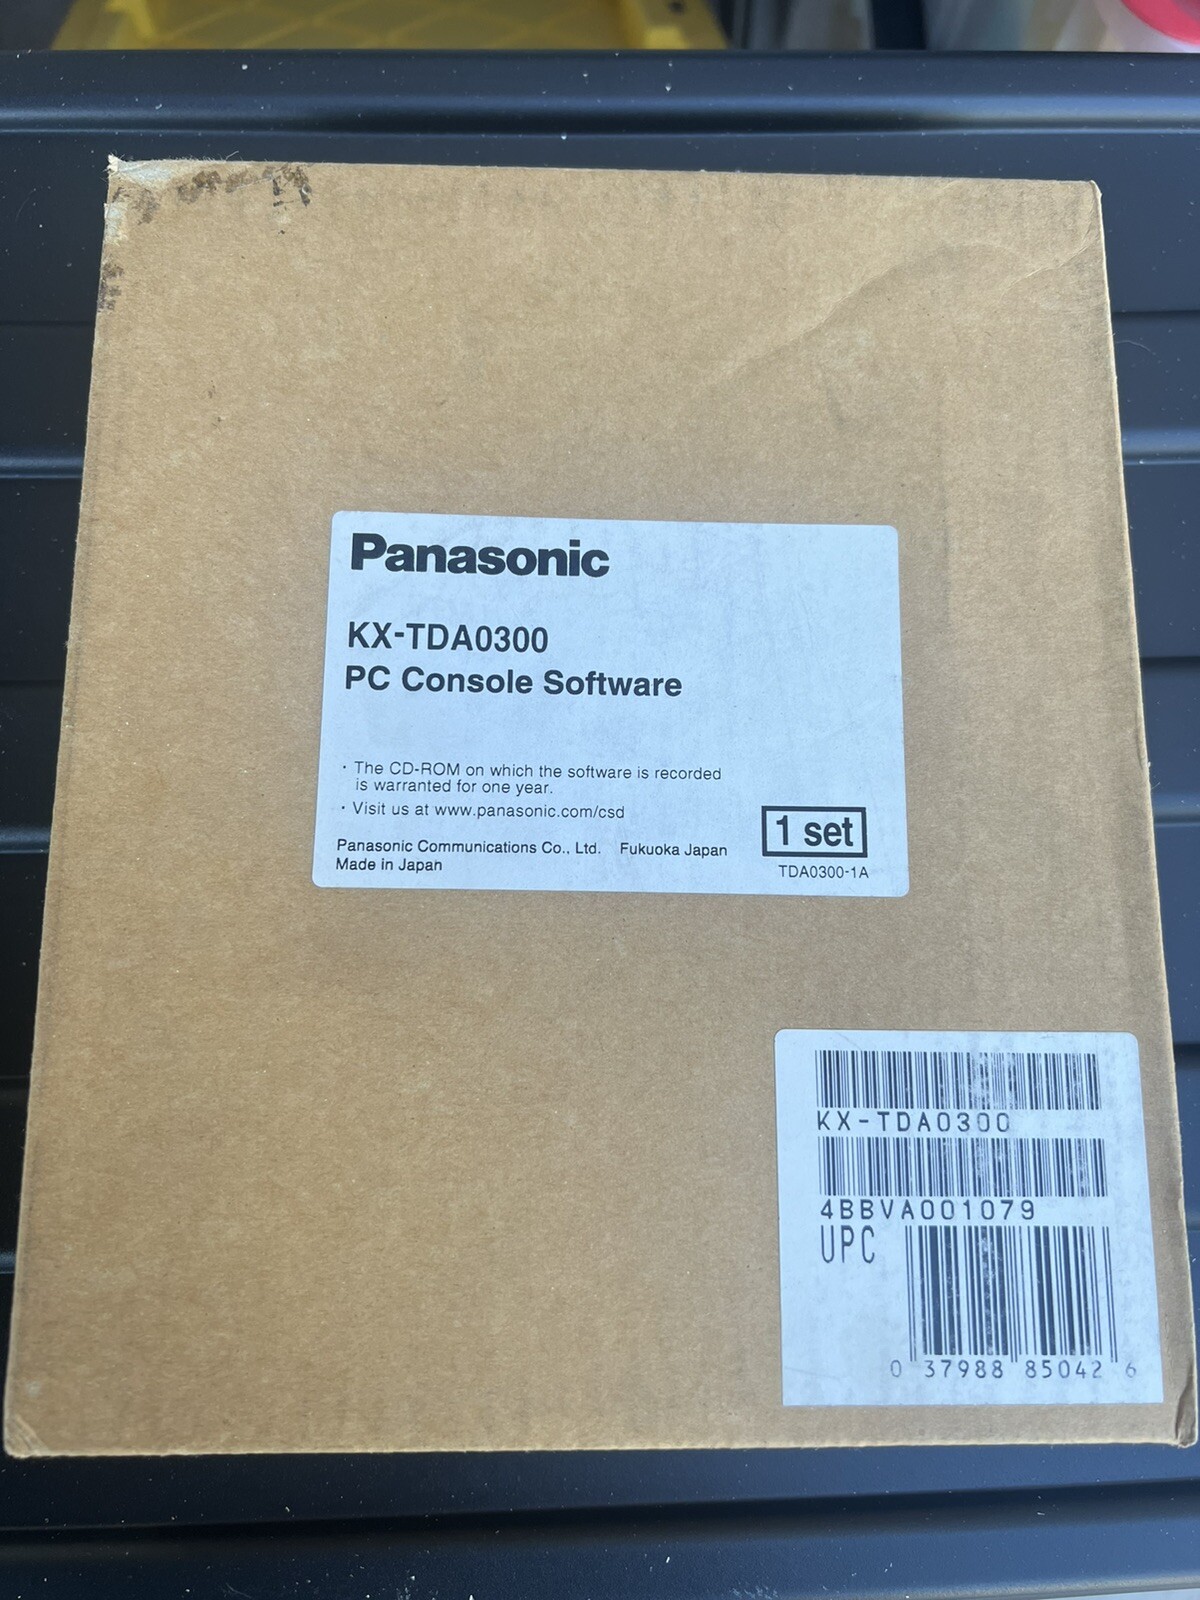 Panasonic
KX-TDA0300
PC Console Software
· The CD-ROM on which the software is recorded
is warranted for one year.
· Visit us at www.panasonic.com/csd
Panasonic Communications Co., Ltd. Fukuoka Japan
Made in Japan
1 set
TDA0300-1A
KX-TDA0300
4BBVA001079
UPC
0 37988 85042 6